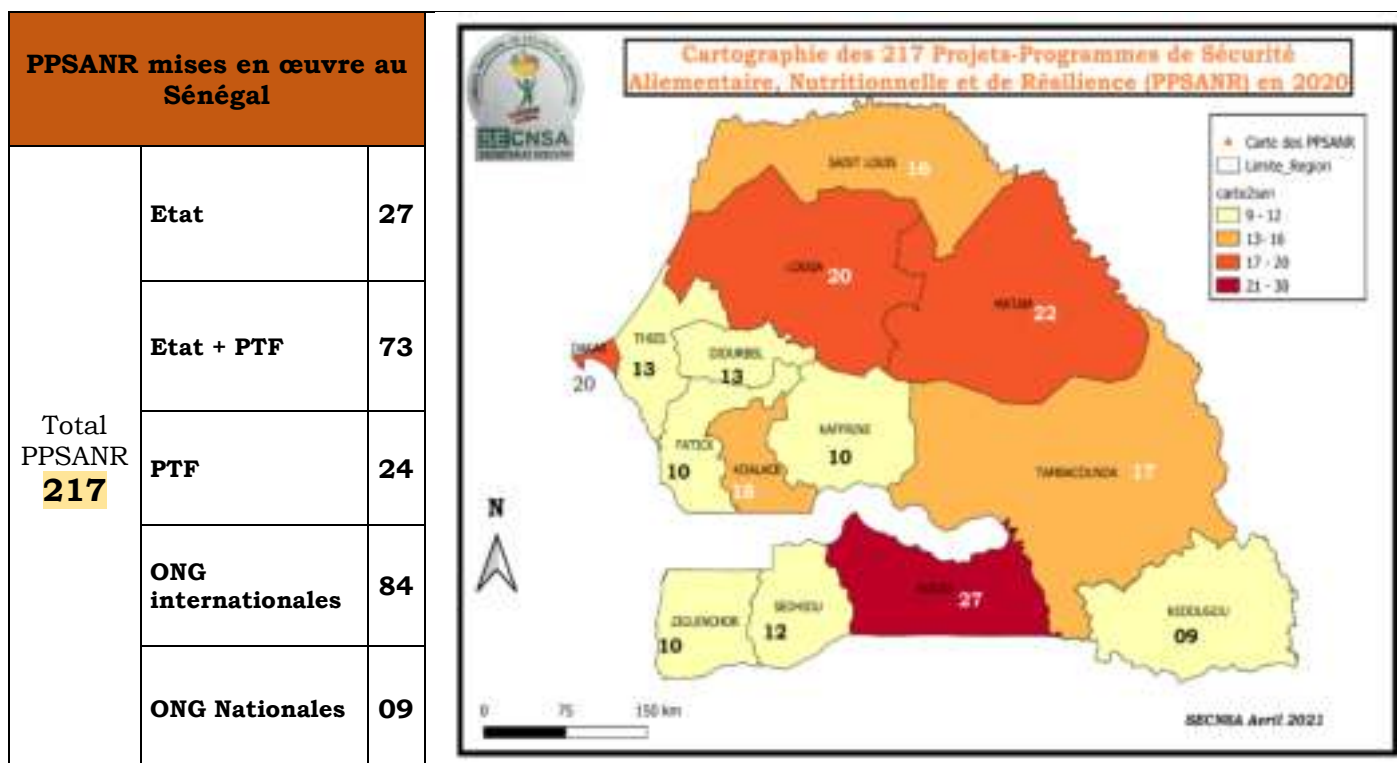 PPSANR mises en œuvre au
Sénégal
Total
PPSANR
217
Etat
27
Etat + PTF
73
PTF
24
ONG
internationales
84
ONG Nationales
09
Cartographie des 217 Projets-Programmes de Sécurité
Aliementaire, Nutritionnelle et de Résilience (PPSANR) en 2020
SECNSA
Carte des PPSANR
Limite_Region
9 - 12
13- 16
17 - 20
21 - 30
SAINT LOUIS
LOUGA 20
MATAM 22
THIES
13
DIOURBEL
13
DAKAR
20
FATICK
10
KAOLACK
KAFFRINE
10
TAMBACOUNDA 17
ZIGUINCHOR
10
SEDHIOU
12
27
KEDOUGOU
09
N
0 75 150 km
SECNSA Avril 2021